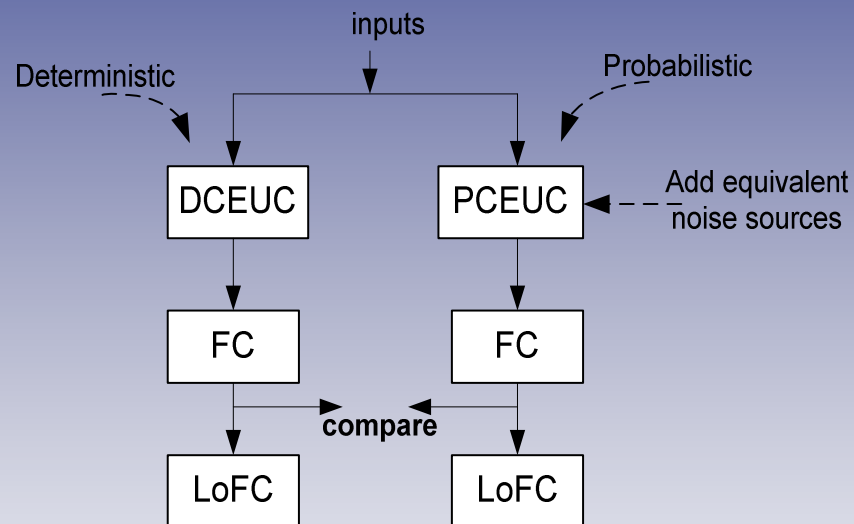 inputs
Deterministic
Probabilistic
DCEUC
PCEUC
Add equivalent
noise sources
FC
FC
compare
LoFC
LoFC